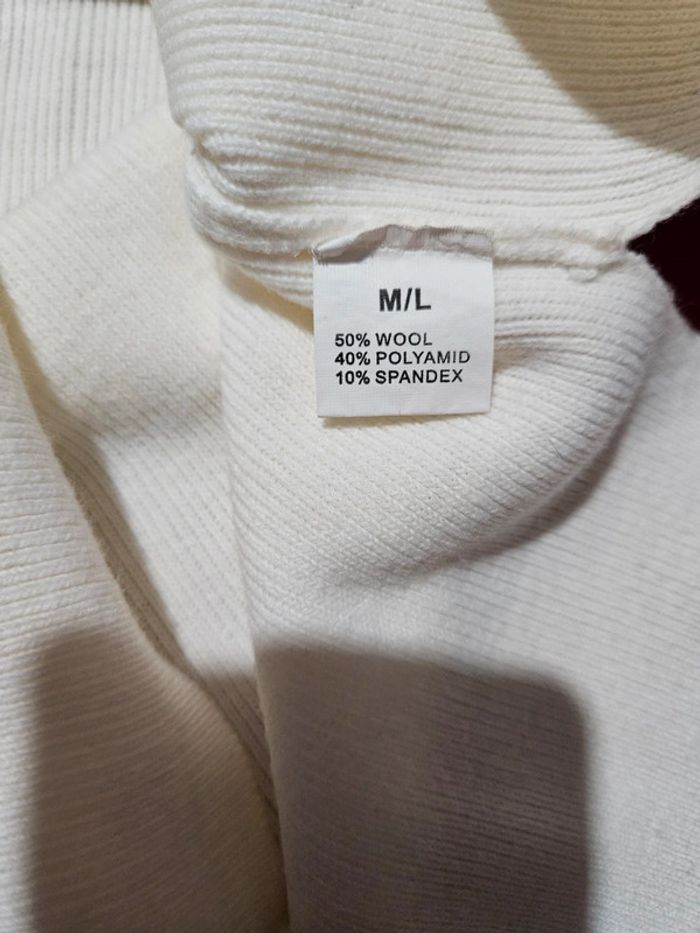 M/L
50% WOOL
40% POLYAMID
10% SPANDEX